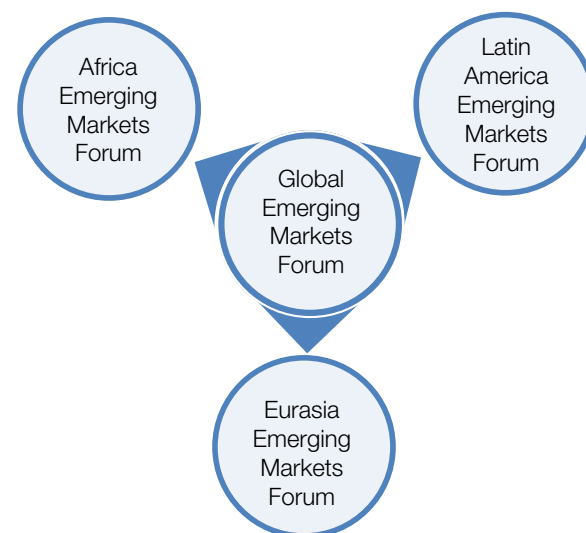 Africa
Emerging
Markets
Forum
Latin
America
Emerging
Markets
Forum
Global
Emerging
Markets
Forum
Eurasia
Emerging
Markets
Forum